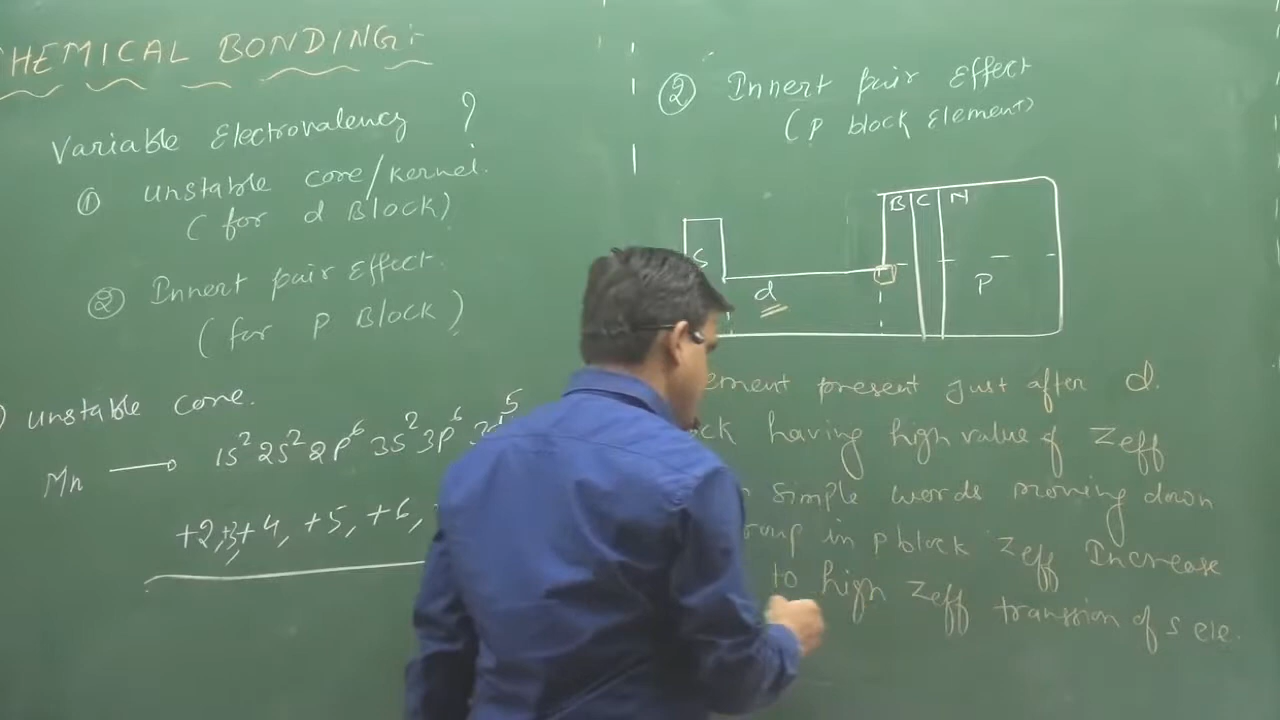 HEMICAL BONDING:-
Variable Electrovalency ?
① unstable core/kernel.
( for d Block)
② Innert pair Effect.
(for P Block)
) unstable core.
Mn → 1s² 2s² 2p⁶ 3s² 3p⁶ 3d⁵
+2,+3,+4, +5, +6,
② Innert pair Effect
(P block Element)
S
d
B C N
P
ement present just after d.
ck having high value of Zeff
simple words moving down
roup in p block Zeff Increase
to high Zeff transsion of s ele.